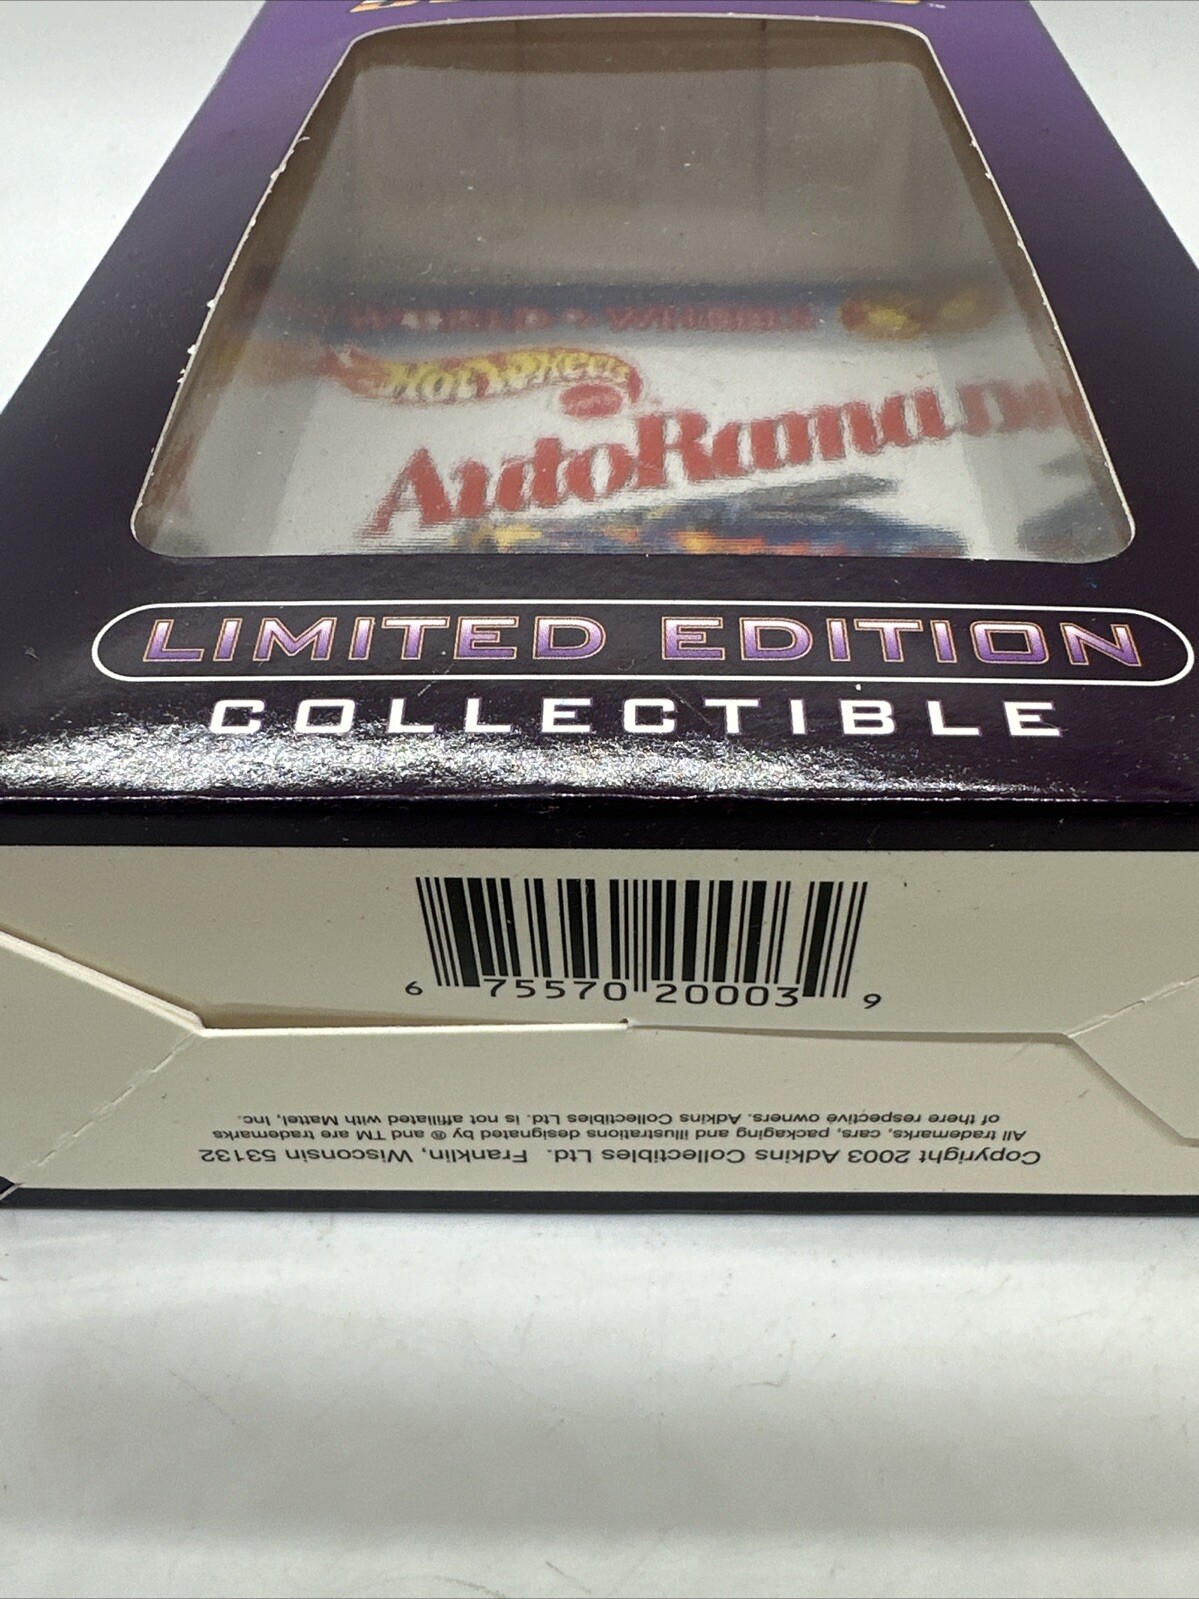 WORLD • WHEELS
Hot Wheels
AutoRama
LIMITED EDITION
COLLECTIBLE
6 75570 20003 9
Copyright 2003 Adkins Collectibles Ltd. Franklin, Wisconsin 53132
All trademarks, cars, packaging and illustrations designated by ® and TM are trademarks
of there respective owners. Adkins Collectibles Ltd. is not affiliated with Mattel, Inc.